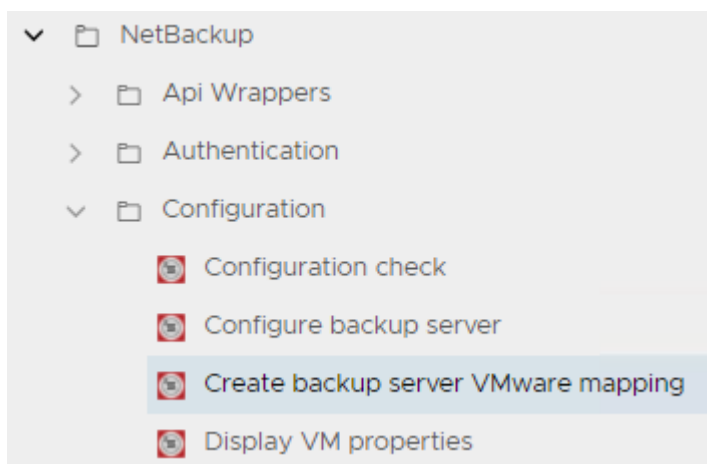 NetBackup
Api Wrappers
Authentication
Configuration
Configuration check
Configure backup server
Create backup server VMware mapping
Display VM properties